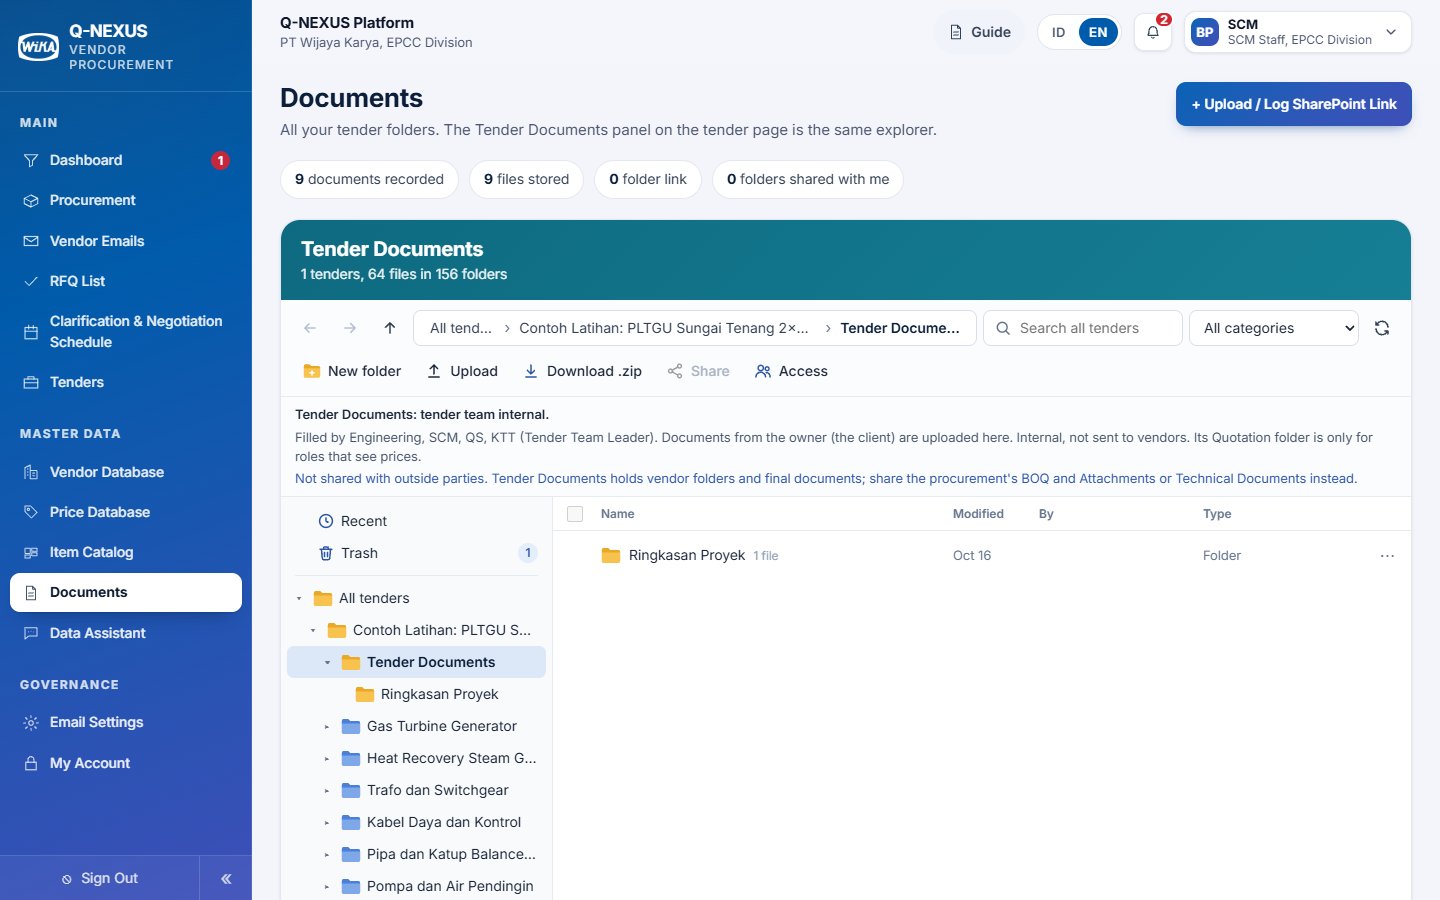 WIKA
Q-NEXUS
VENDOR
PROCUREMENT
MAIN
Dashboard 1
Procurement
Vendor Emails
RFQ List
Clarification & Negotiation
Schedule
Tenders
MASTER DATA
Vendor Database
Price Database
Item Catalog
Documents
Data Assistant
GOVERNANCE
Email Settings
My Account
Sign Out «
Q-NEXUS Platform
PT Wijaya Karya, EPCC Division
Guide
ID EN
2
BP
SCM
SCM Staff, EPCC Division
Documents
All your tender folders. The Tender Documents panel on the tender page is the same explorer.
+ Upload / Log SharePoint Link
9 documents recorded
9 files stored
0 folder link
0 folders shared with me
Tender Documents
1 tenders, 64 files in 156 folders
All tend... › Contoh Latihan: PLTGU Sungai Tenang 2×... › Tender Docume...
Search all tenders
All categories
New folder Upload Download .zip Share Access
Tender Documents: tender team internal.
Filled by Engineering, SCM, QS, KTT (Tender Team Leader). Documents from the owner (the client) are uploaded here. Internal, not sent to vendors. Its Quotation folder is only for
roles that see prices.
Not shared with outside parties. Tender Documents holds vendor folders and final documents; share the procurement's BOQ and Attachments or Technical Documents instead.
Recent
Trash 1
All tenders
Contoh Latihan: PLTGU S...
Tender Documents
Ringkasan Proyek
Gas Turbine Generator
Heat Recovery Steam G...
Trafo dan Switchgear
Kabel Daya dan Kontrol
Pipa dan Katup Balance...
Pompa dan Air Pendingin
Name Modified By Type
Ringkasan Proyek 1 file Oct 16 Folder ...